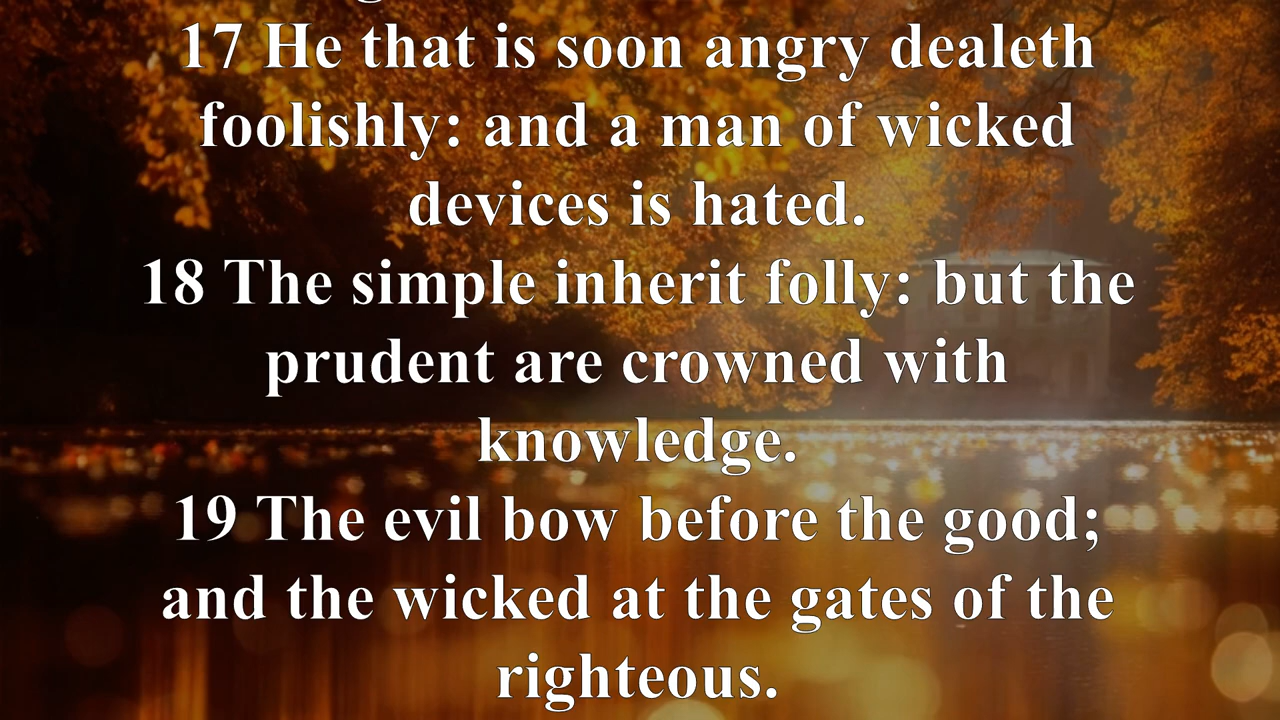 17 He that is soon angry dealeth
foolishly: and a man of wicked
devices is hated.
18 The simple inherit folly: but the
prudent are crowned with
knowledge.
19 The evil bow before the good;
and the wicked at the gates of the
righteous.